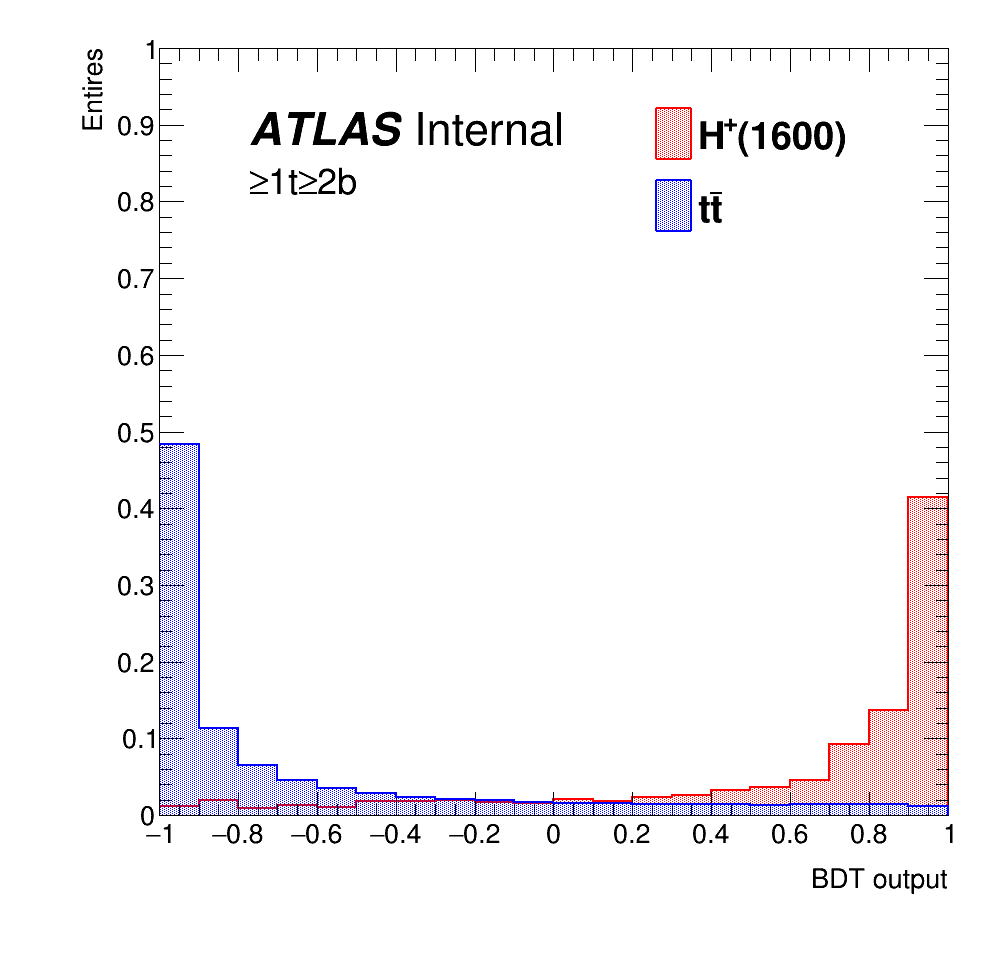 Entires
1
0.9
0.8
0.7
0.6
0.5
0.4
0.3
0.2
0.1
0
ATLAS Internal
≥1t≥2b
H⁺(1600)
tt̄
−1 −0.8 −0.6 −0.4 −0.2 0 0.2 0.4 0.6 0.8 1
BDT output